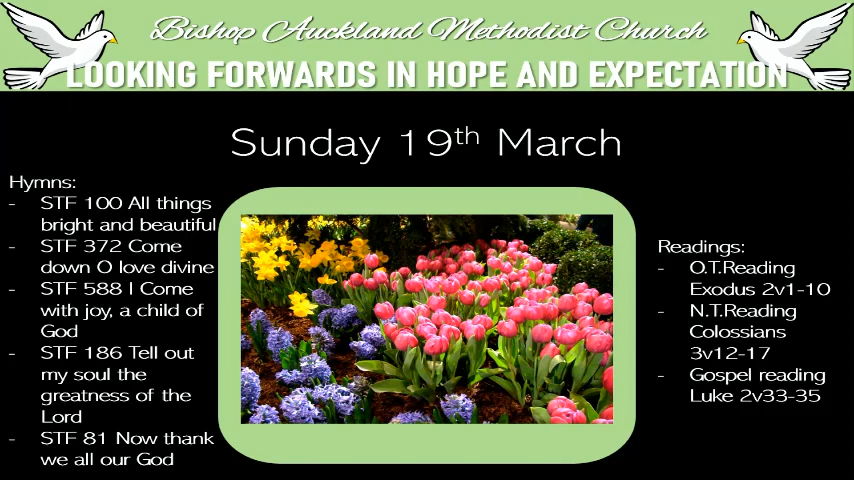 Bishop Auckland Methodist Church
LOOKING FORWARDS IN HOPE AND EXPECTATION
Sunday 19th March
Hymns:
- STF 100 All things
bright and beautiful
- STF 372 Come
down O love divine
- STF 588 I Come
with joy, a child of
God
- STF 186 Tell out
my soul the
greatness of the
Lord
- STF 81 Now thank
we all our God
Readings:
- O.T.Reading
Exodus 2v1-10
- N.T.Reading
Colossians
3v12-17
- Gospel reading
Luke 2v33-35